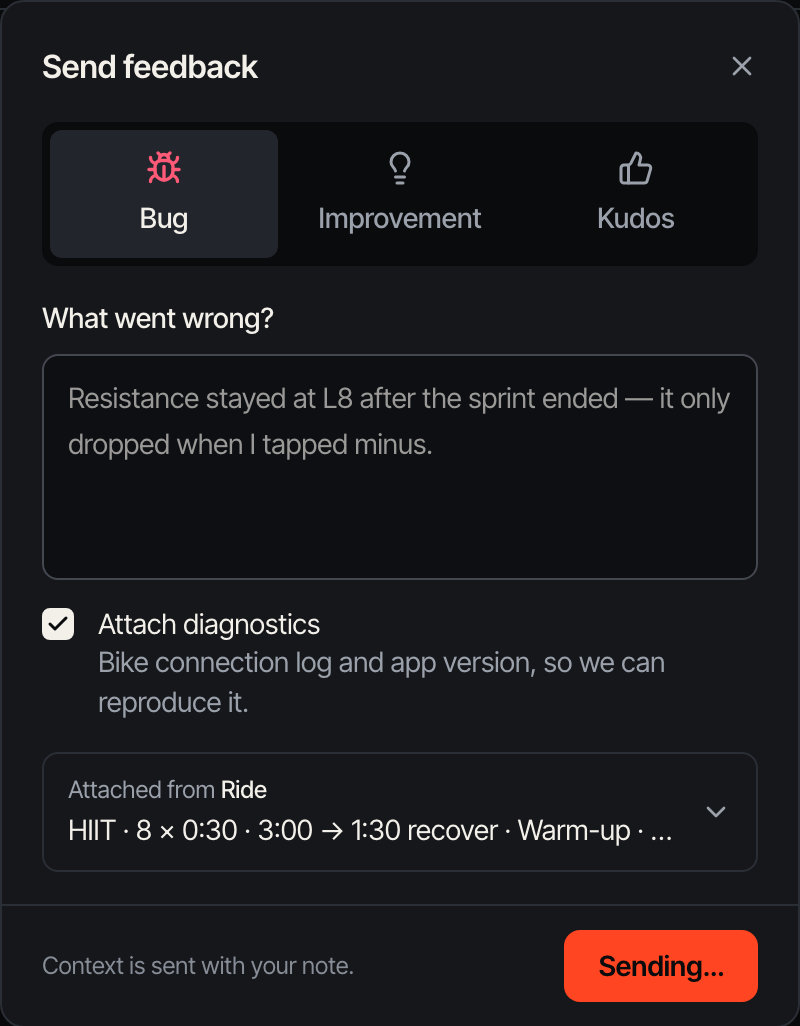 Send feedback
Bug
Improvement
Kudos
What went wrong?
Resistance stayed at L8 after the sprint ended — it only
dropped when I tapped minus.
Attach diagnostics
Bike connection log and app version, so we can
reproduce it.
Attached from Ride
HIIT · 8 × 0:30 · 3:00 → 1:30 recover · Warm-up · ...
Context is sent with your note.
Sending...